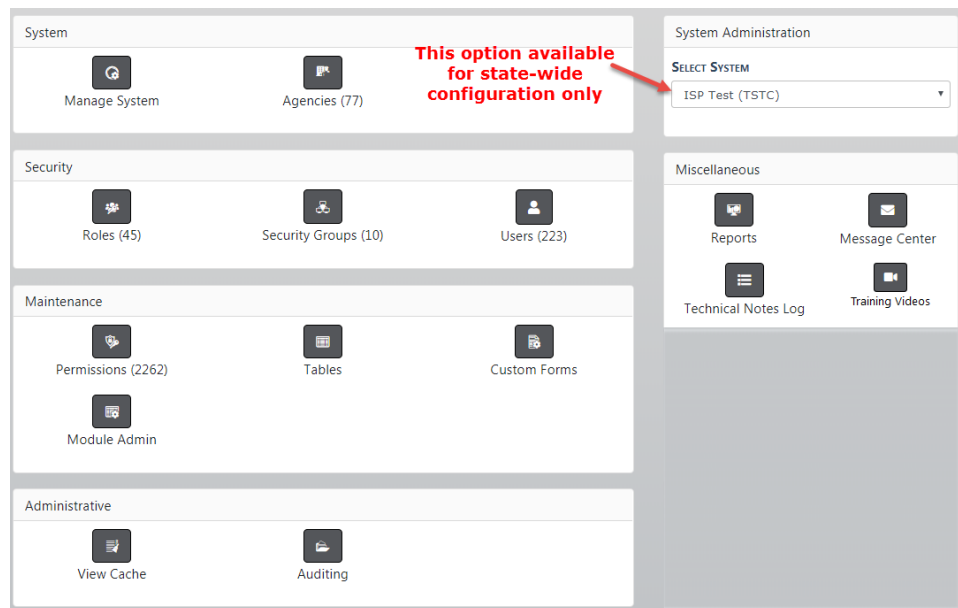 System
Manage System
Agencies (77)
This option available
for state-wide
configuration only
System Administration
SELECT SYSTEM
ISP Test (TSTC)
Security
Roles (45)
Security Groups (10)
Users (223)
Miscellaneous
Reports
Message Center
Technical Notes Log
Training Videos
Maintenance
Permissions (2262)
Tables
Custom Forms
Module Admin
Administrative
View Cache
Auditing